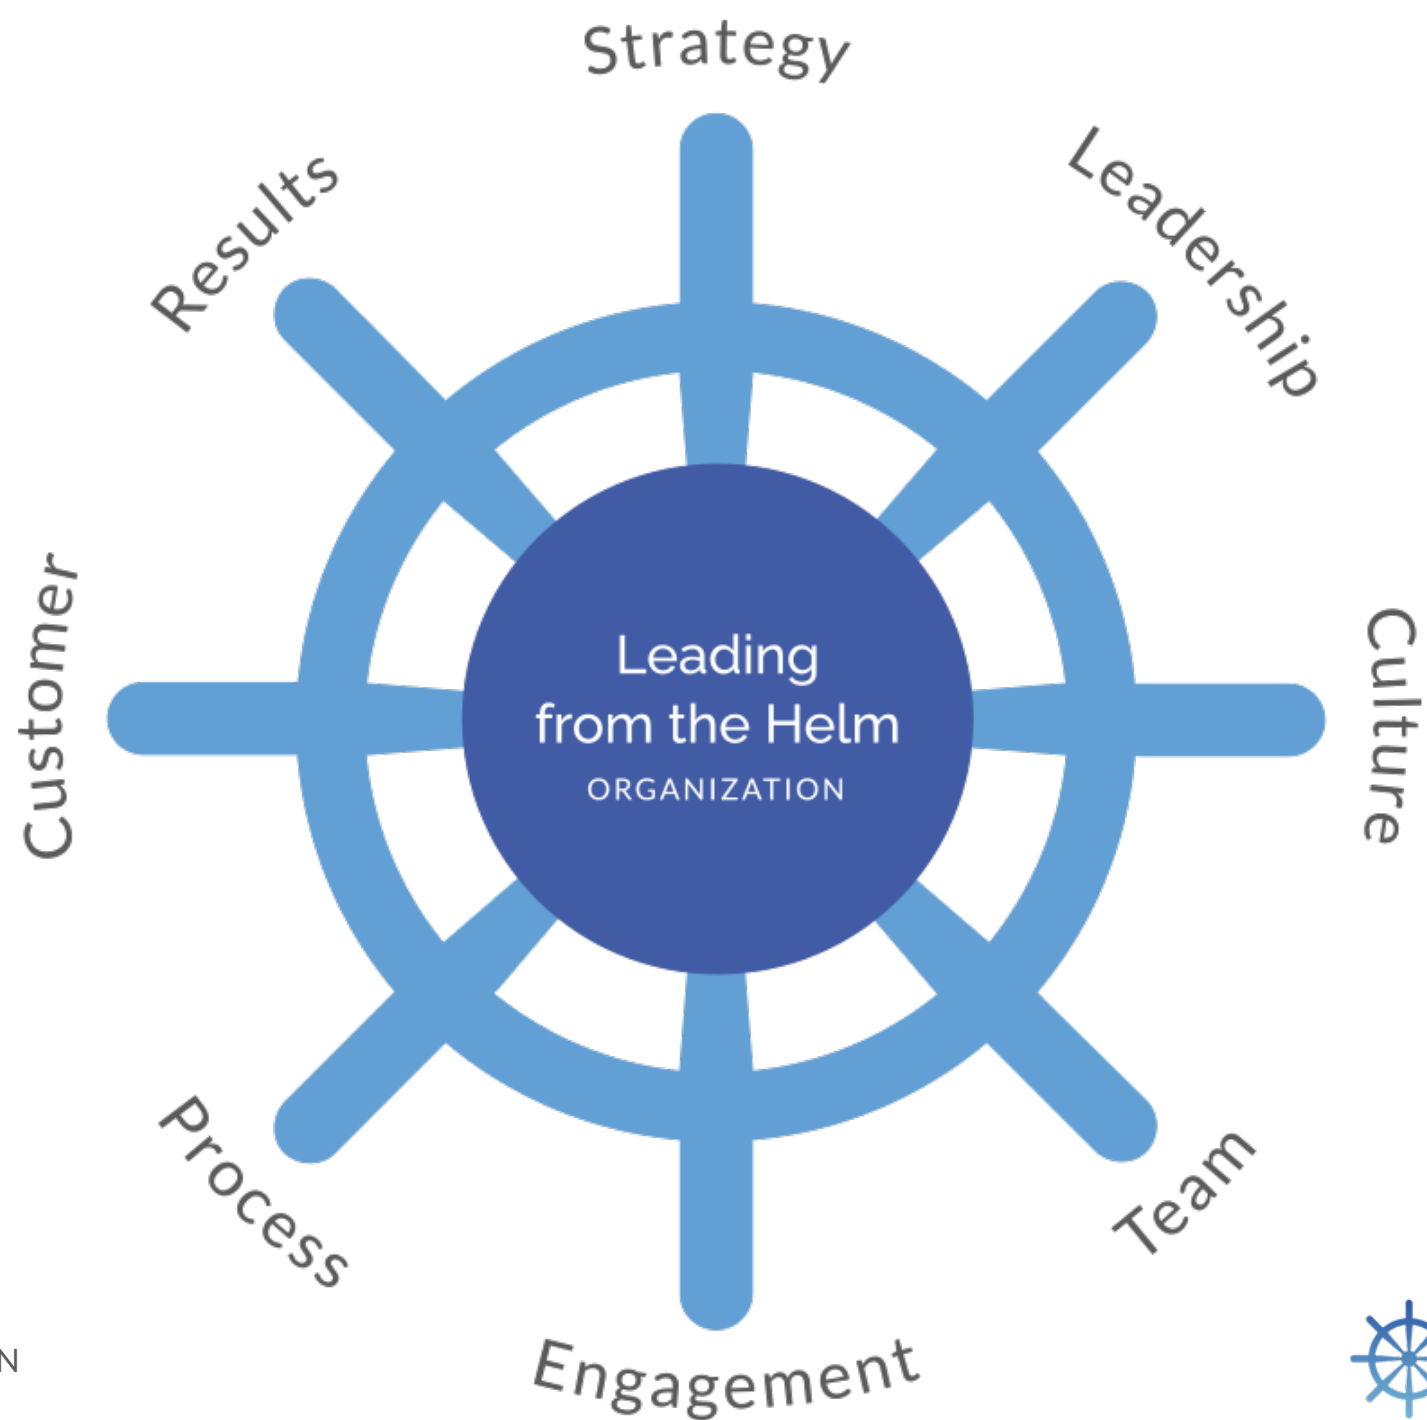 Strategy
Leadership
Culture
Team
Engagement
Process
Customer
Results
Leading
from the Helm
ORGANIZATION
N